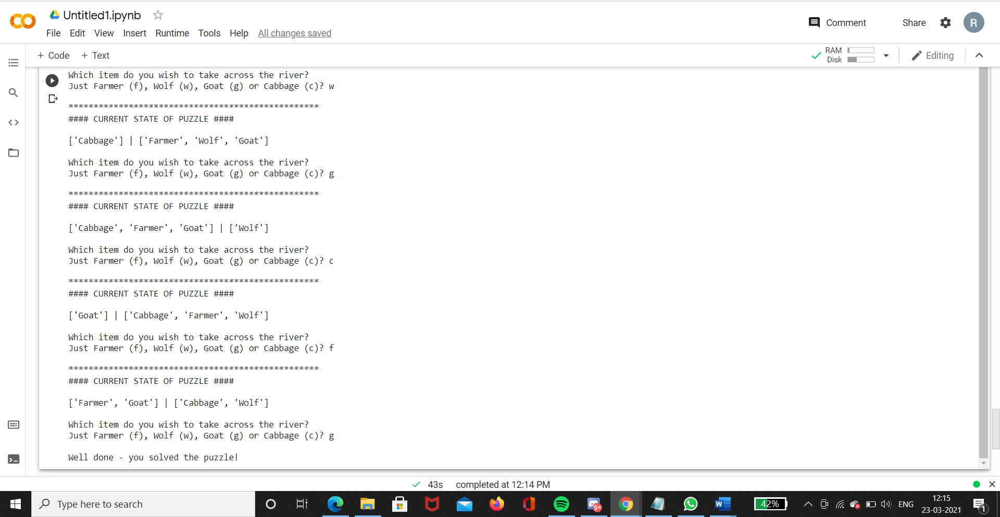 Untitled1.ipynb
File Edit View Insert Runtime Tools Help All changes saved
Comment Share R
+ Code + Text
RAM
Disk
Editing
Which item do you wish to take across the river?
Just Farmer (f), Wolf (w), Goat (g) or Cabbage (c)? w
**************************************************
#### CURRENT STATE OF PUZZLE ####
['Cabbage'] | ['Farmer', 'Wolf', 'Goat']
Which item do you wish to take across the river?
Just Farmer (f), Wolf (w), Goat (g) or Cabbage (c)? g
**************************************************
#### CURRENT STATE OF PUZZLE ####
['Cabbage', 'Farmer', 'Goat'] | ['Wolf']
Which item do you wish to take across the river?
Just Farmer (f), Wolf (w), Goat (g) or Cabbage (c)? c
**************************************************
#### CURRENT STATE OF PUZZLE ####
['Goat'] | ['Cabbage', 'Farmer', 'Wolf']
Which item do you wish to take across the river?
Just Farmer (f), Wolf (w), Goat (g) or Cabbage (c)? f
**************************************************
#### CURRENT STATE OF PUZZLE ####
['Farmer', 'Goat'] | ['Cabbage', 'Wolf']
Which item do you wish to take across the river?
Just Farmer (f), Wolf (w), Goat (g) or Cabbage (c)? g
Well done - you solved the puzzle!
43s completed at 12:14 PM
Type here to search
9+
W
42%
ENG
12:15
23-03-2021
1